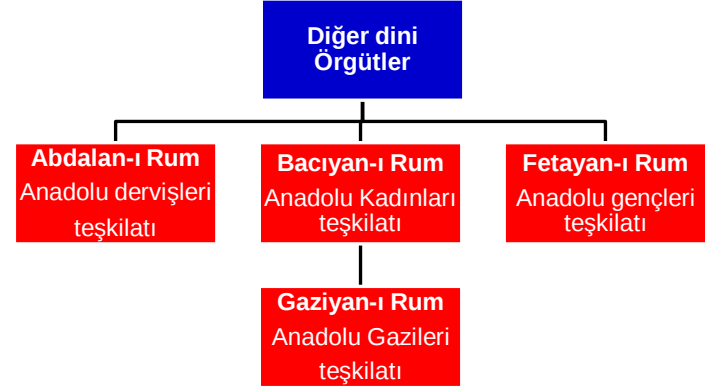 Diğer dini
Örgütler
Abdalan-ı Rum
Anadolu dervişleri
teşkilatı
Bacıyan-ı Rum
Anadolu Kadınları
teşkilatı
Fetayan-ı Rum
Anadolu gençleri
teşkilatı
Gaziyan-ı Rum
Anadolu Gazileri
teşkilatı